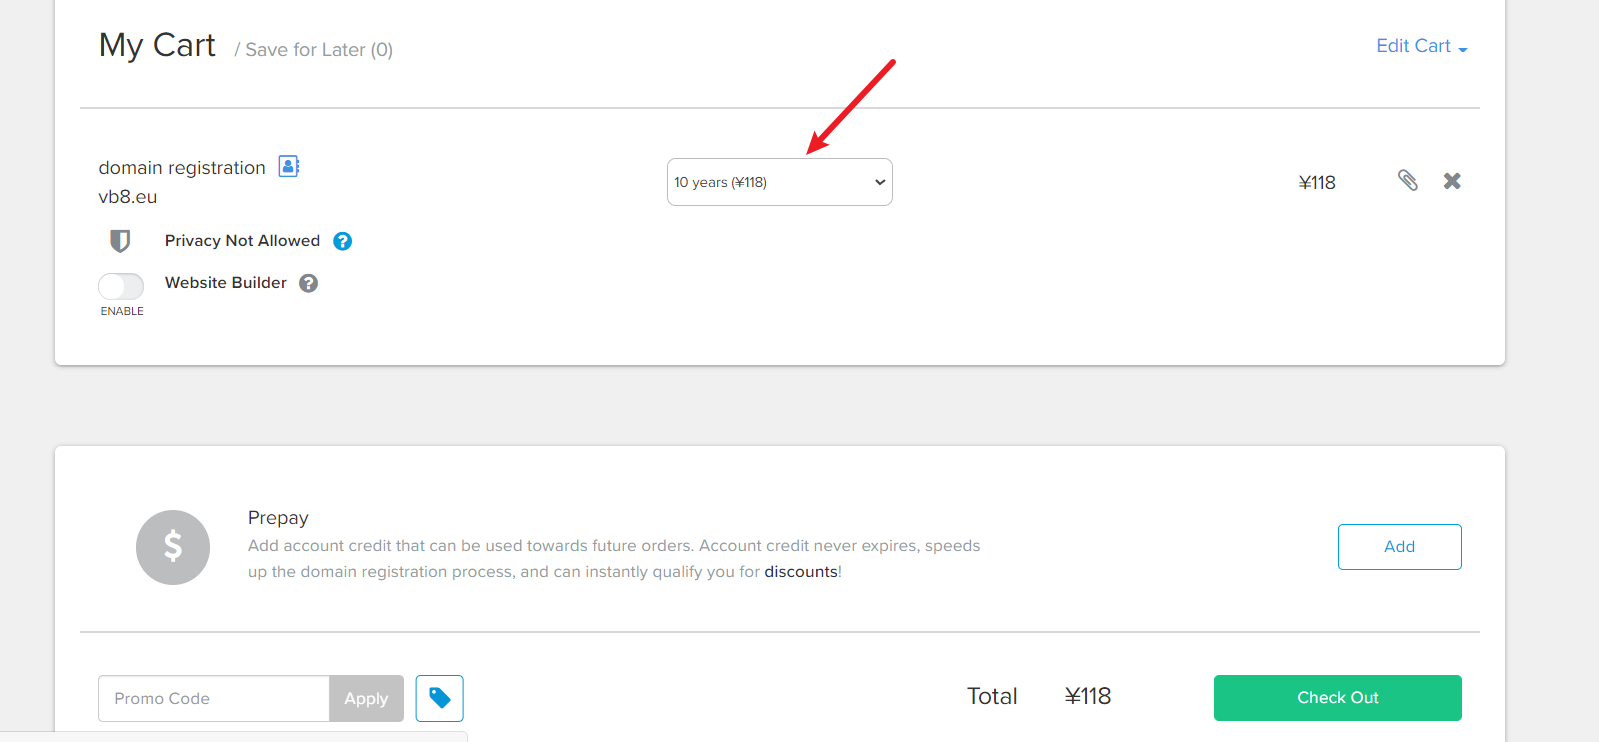 My Cart / Save for Later (0)
Edit Cart
domain registration
vb8.eu
10 years (¥118)
¥118
Privacy Not Allowed ?
Website Builder ?
ENABLE
$
Prepay
Add account credit that can be used towards future orders. Account credit never expires, speeds
up the domain registration process, and can instantly qualify you for discounts!
Add
Promo Code
Apply
Total ¥118
Check Out